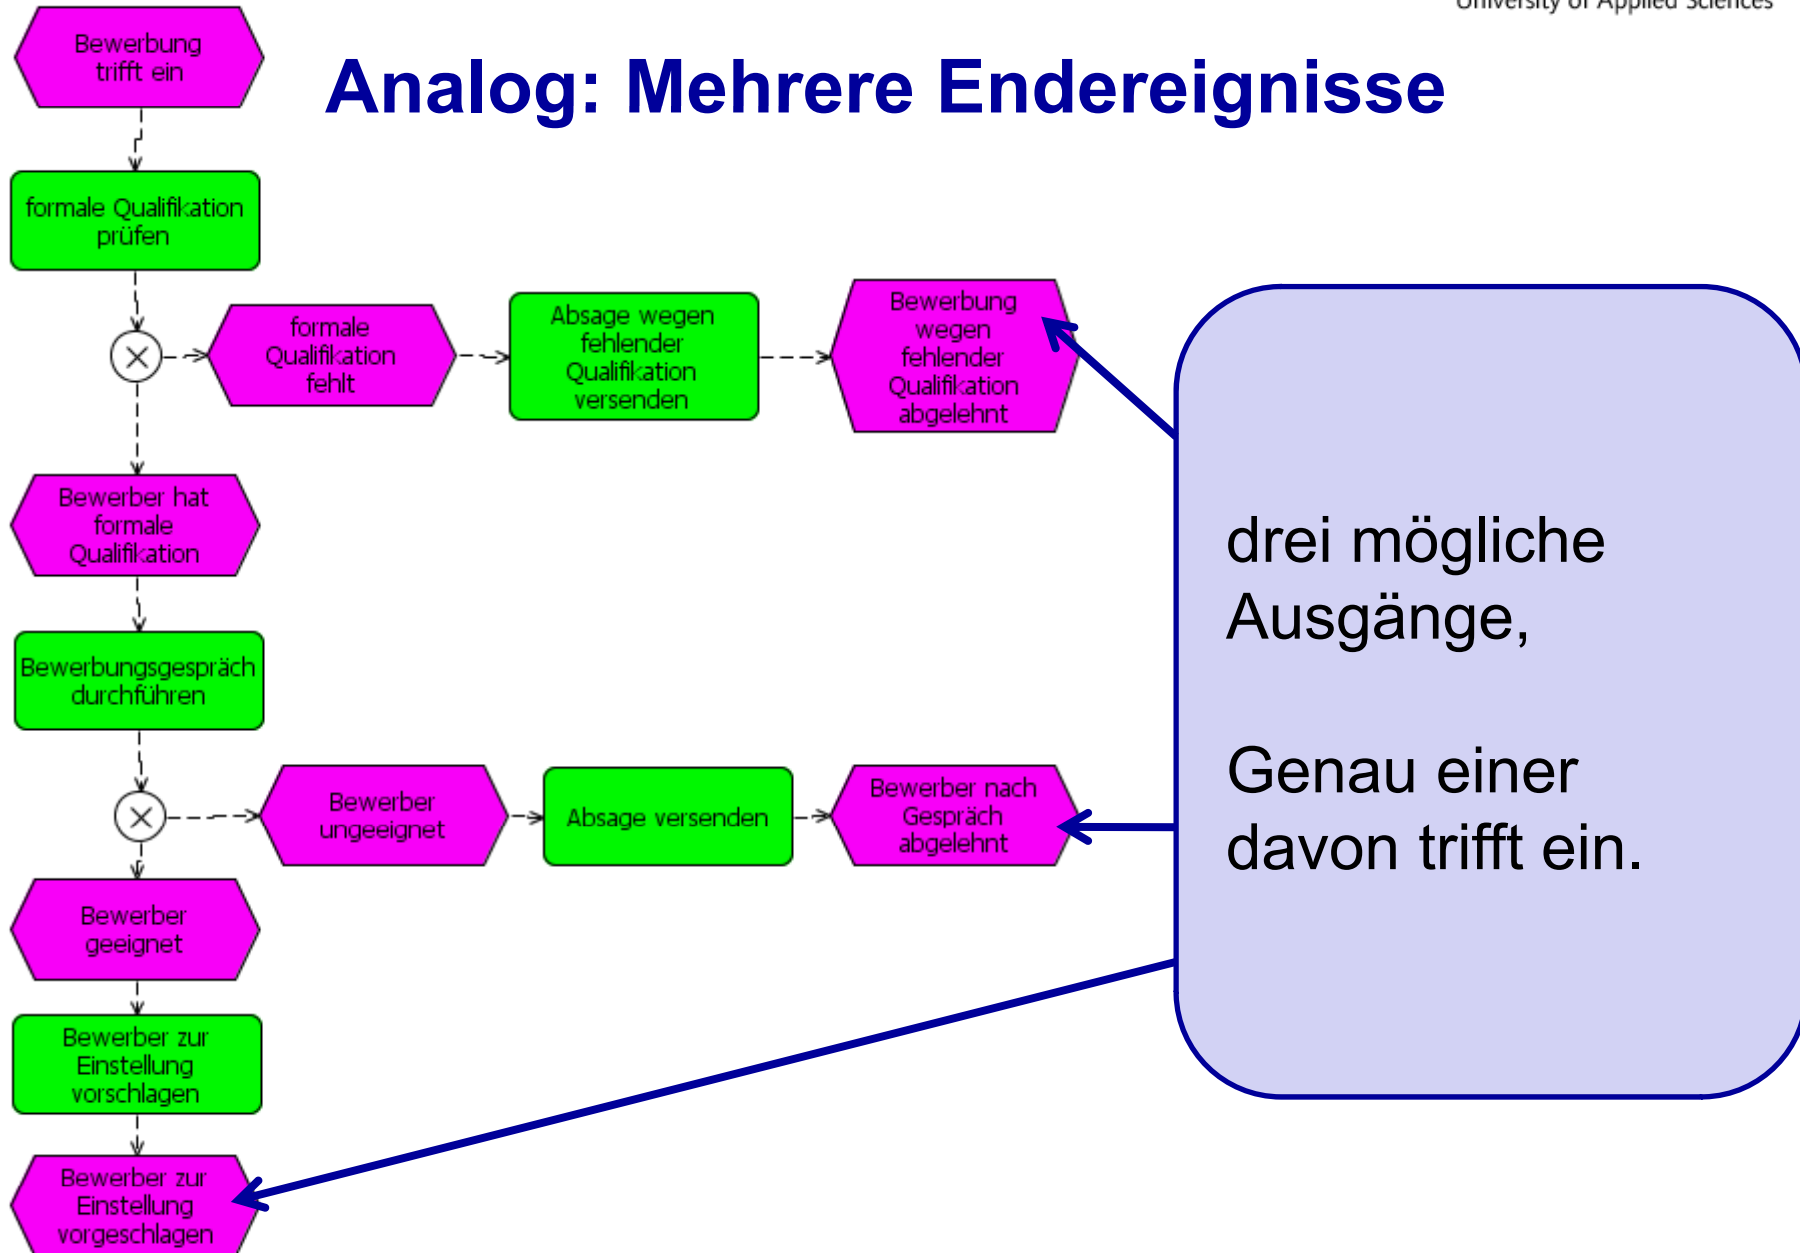 University of Applied Sciences
Analog: Mehrere Endereignisse
Bewerbung
trifft ein
formale Qualifikation
prüfen
formale
Qualifikation
fehlt
Absage wegen
fehlender
Qualifikation
versenden
Bewerbung
wegen
fehlender
Qualifikation
abgelehnt
Bewerber hat
formale
Qualifikation
Bewerbungsgespräch
durchführen
Bewerber
ungeeignet
Absage versenden
Bewerber nach
Gespräch
abgelehnt
Bewerber
geeignet
Bewerber zur
Einstellung
vorschlagen
Bewerber zur
Einstellung
vorgeschlagen
drei mögliche
Ausgänge,
Genau einer
davon trifft ein.